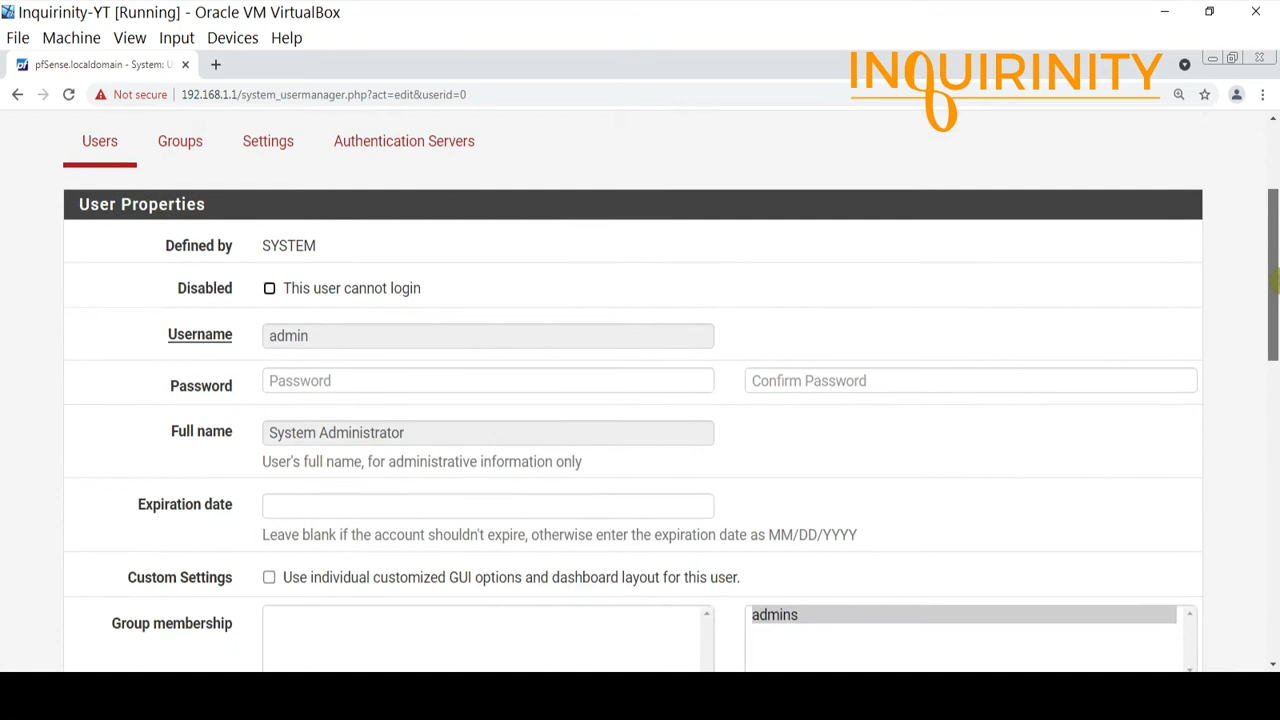 Inquirinity-YT [Running] - Oracle VM VirtualBox
File Machine View Input Devices Help
pfSense.localdomain - System: U
INQUIRINITY
Not secure 192.168.1.1/system_usermanager.php?act=edit&userid=0
Users Groups Settings Authentication Servers
User Properties
Defined by SYSTEM
Disabled This user cannot login
Username admin
Password Password Confirm Password
Full name System Administrator
User's full name, for administrative information only
Expiration date
Leave blank if the account shouldn't expire, otherwise enter the expiration date as MM/DD/YYYY
Custom Settings Use individual customized GUI options and dashboard layout for this user.
Group membership admins